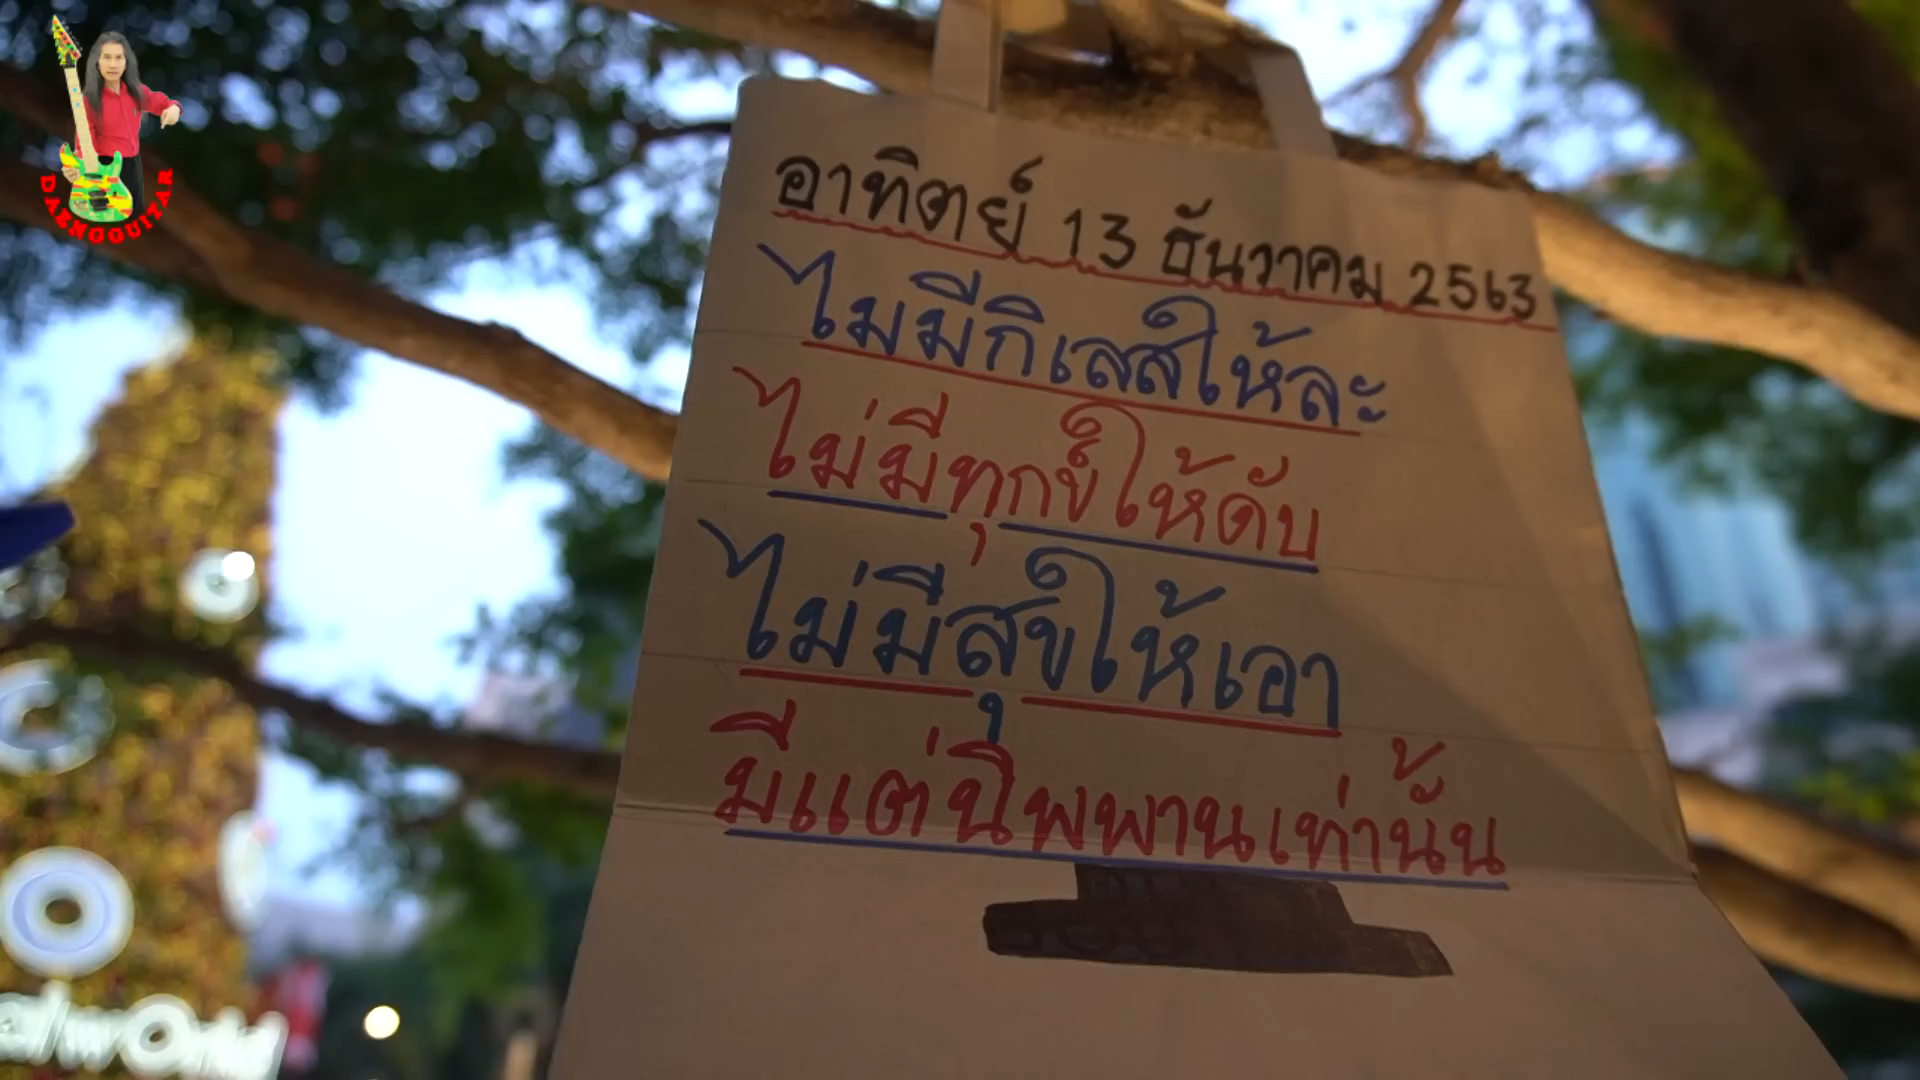 DAENGGUITAR
อาทิตย์ 13 ธันวาคม 2563
ไม่มีกิเลสให้ละ
ไม่มีทุกข์ให้ดับ
ไม่มีสุขให้เอา
มีแต่นิพพานเท่านั้น
alwOrld